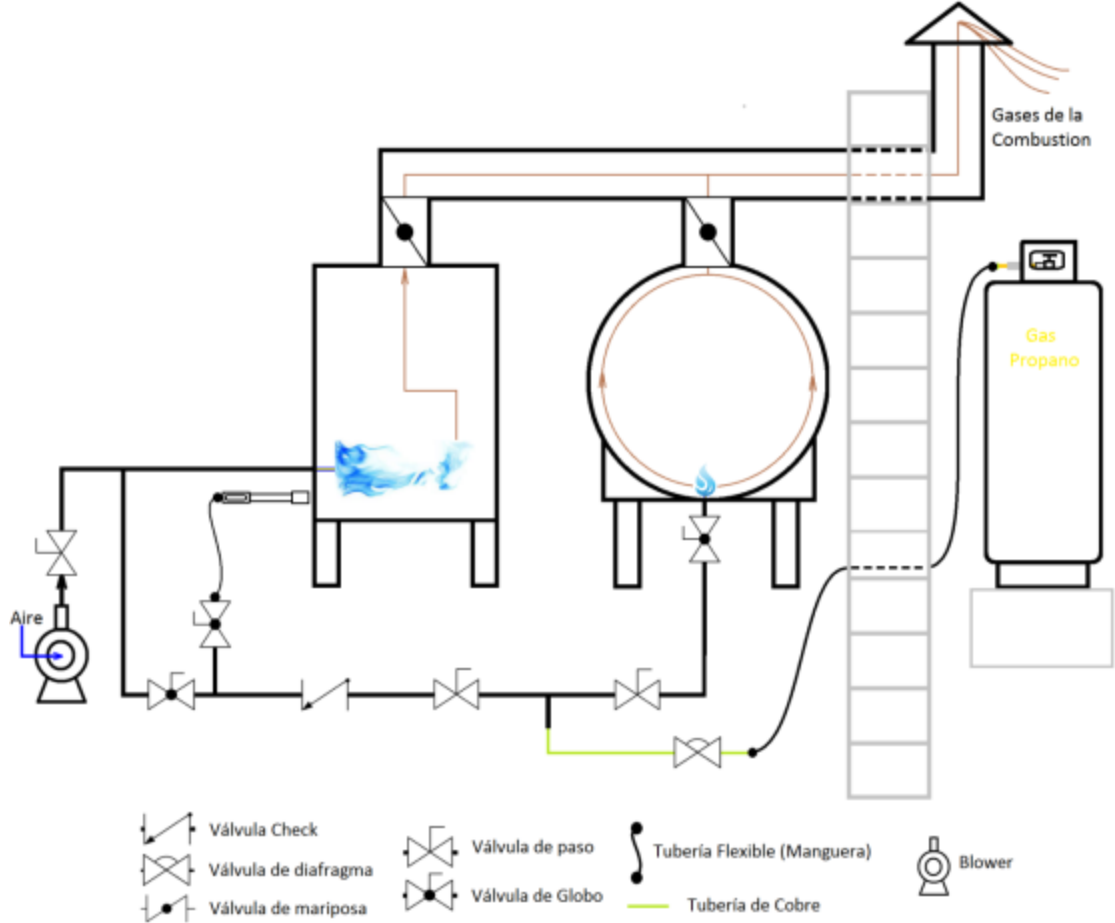 Gases de la
Combustion
Gas
Propano
Aire
Válvula Check
Válvula de diafragma
Válvula de mariposa
Válvula de paso
Válvula de Globo
Tubería Flexible (Manguera)
Tubería de Cobre
Blower